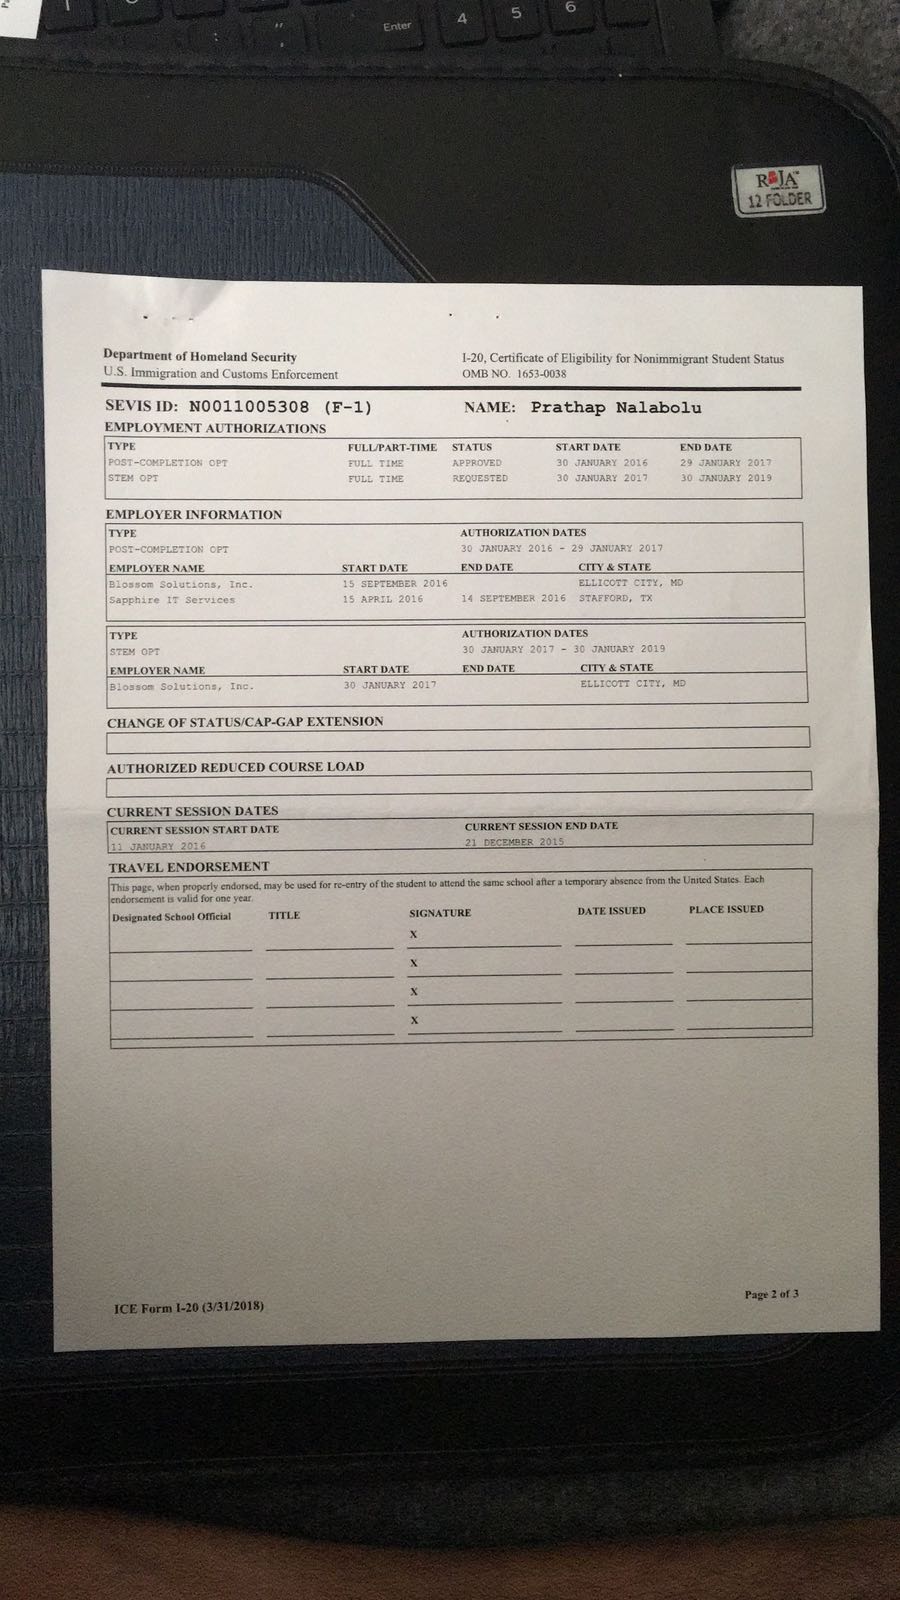 Enter 4 5 6
R JA
12 FOLDER
Department of Homeland Security
U.S. Immigration and Customs Enforcement
I-20, Certificate of Eligibility for Nonimmigrant Student Status
OMB NO. 1653-0038
SEVIS ID: N0011005308 (F-1) NAME: Prathap Nalabolu
EMPLOYMENT AUTHORIZATIONS
TYPE FULL/PART-TIME STATUS START DATE END DATE
POST-COMPLETION OPT FULL TIME APPROVED 30 JANUARY 2016 29 JANUARY 2017
STEM OPT FULL TIME REQUESTED 30 JANUARY 2017 30 JANUARY 2019
EMPLOYER INFORMATION
TYPE AUTHORIZATION DATES
POST-COMPLETION OPT 30 JANUARY 2016 - 29 JANUARY 2017
EMPLOYER NAME START DATE END DATE CITY & STATE
Blossom Solutions, Inc. 15 SEPTEMBER 2016 ELLICOTT CITY, MD
Sapphire IT Services 15 APRIL 2016 14 SEPTEMBER 2016 STAFFORD, TX
TYPE AUTHORIZATION DATES
STEM OPT 30 JANUARY 2017 - 30 JANUARY 2019
EMPLOYER NAME START DATE END DATE CITY & STATE
Blossom Solutions, Inc. 30 JANUARY 2017 ELLICOTT CITY, MD
CHANGE OF STATUS/CAP-GAP EXTENSION
AUTHORIZED REDUCED COURSE LOAD
CURRENT SESSION DATES
CURRENT SESSION START DATE CURRENT SESSION END DATE
11 JANUARY 2016 21 DECEMBER 2015
TRAVEL ENDORSEMENT
This page, when properly endorsed, may be used for re-entry of the student to attend the same school after a temporary absence from the United States. Each
endorsement is valid for one year.
Designated School Official TITLE SIGNATURE DATE ISSUED PLACE ISSUED
X
X
X
X
ICE Form I-20 (3/31/2018) Page 2 of 3